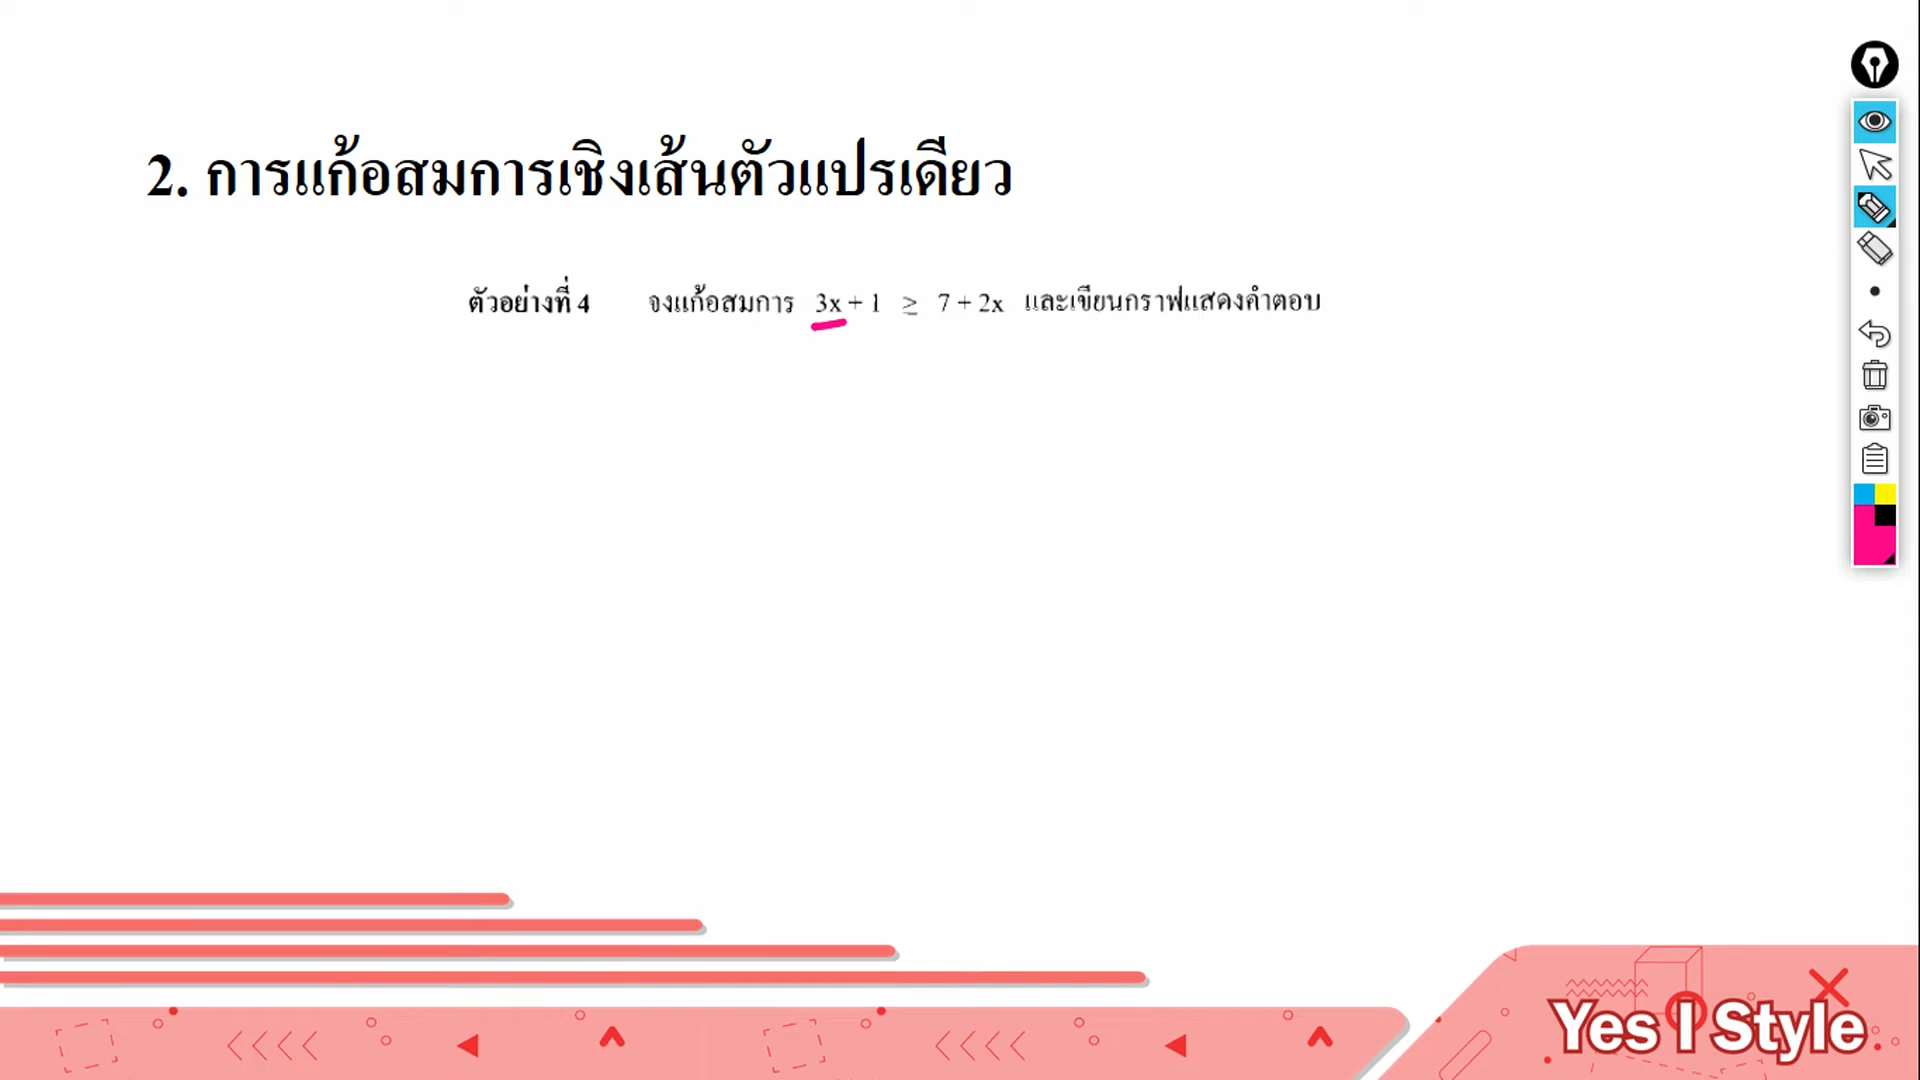 2. การแก้อสมการเชิงเส้นตัวแปรเดียว
ตัวอย่างที่ 4 จงแก้อสมการ 3x + 1 ≥ 7 + 2x และเขียนกราฟแสดงคำตอบ
Yes I Style